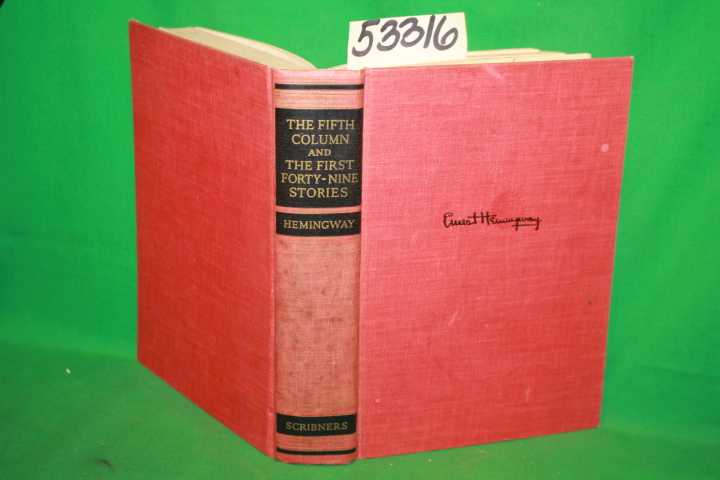 53316
THE FIFTH
COLUMN
AND
THE FIRST
FORTY-NINE
STORIES
HEMINGWAY
SCRIBNERS
Ernest Hemingway